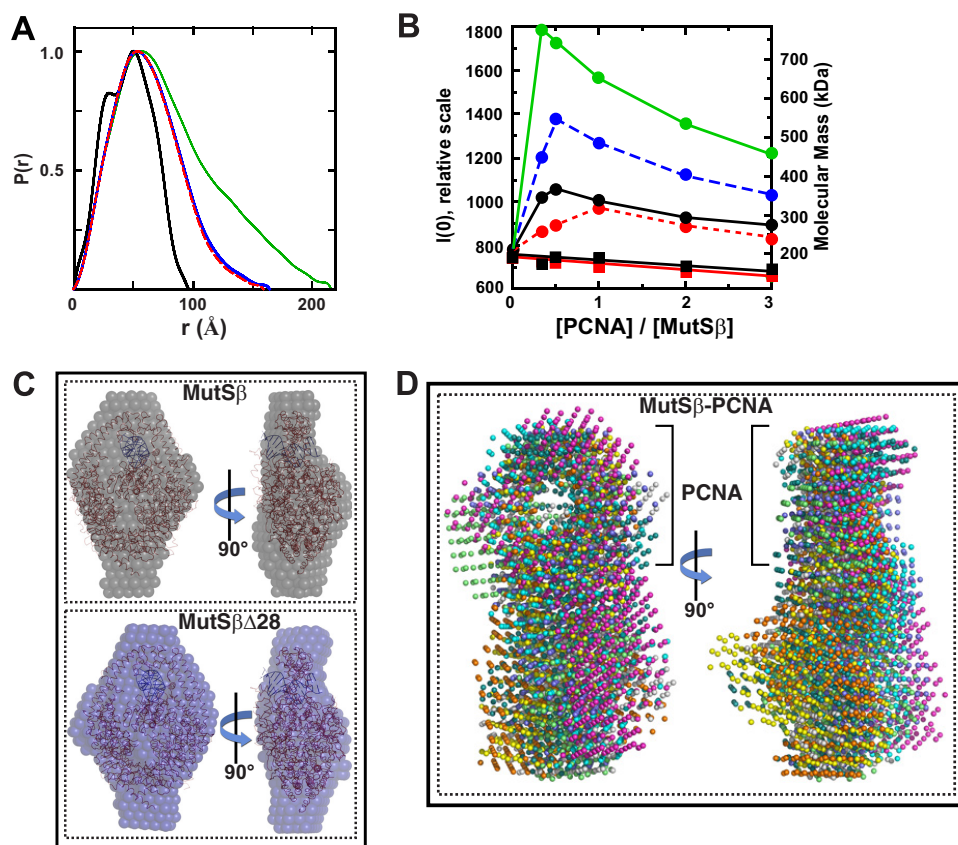 A
1.0
0.5
P(r)
0
100
200
r (Å)
B
1800
1600
1400
1200
1000
800
600
I(0), relative scale
700
600
500
400
300
200
Molecular Mass (kDa)
0
1
2
3
[PCNA] / [MutSβ]
C
MutSβ
90°
MutSβΔ28
90°
D
MutSβ-PCNA
PCNA
90°